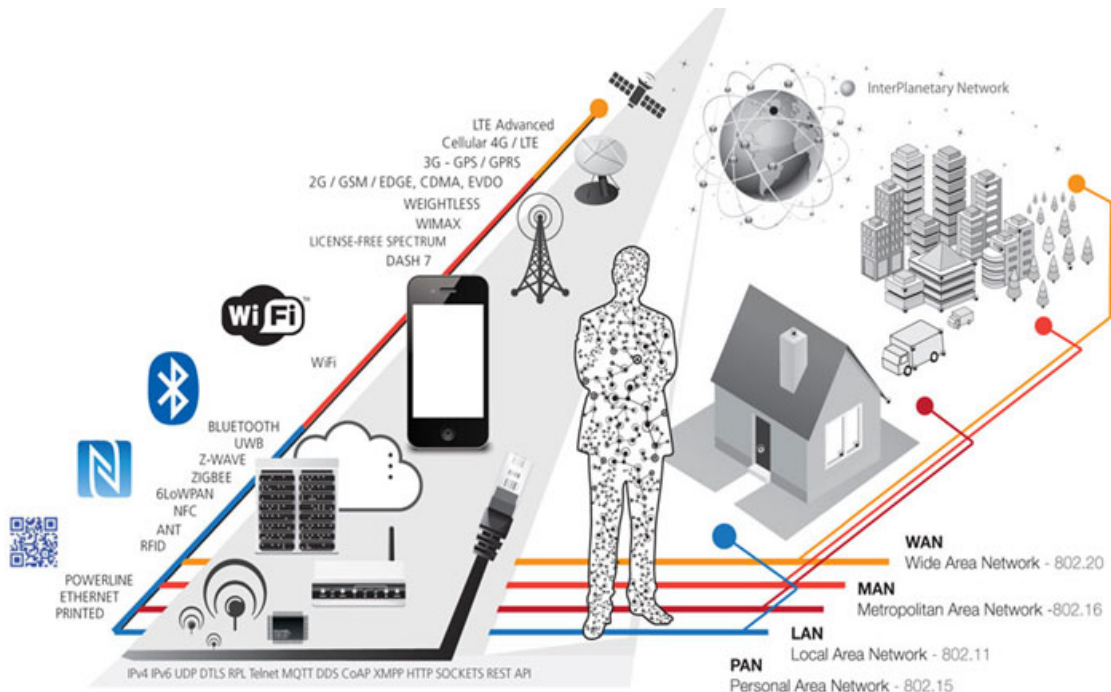 InterPlanetary Network
LTE Advanced
Cellular 4G / LTE
3G - GPS / GPRS
2G / GSM / EDGE, CDMA, EVDO
WEIGHTLESS
WIMAX
LICENSE-FREE SPECTRUM
DASH 7
WiFi
TM
WiFi
BLUETOOTH
UWB
Z-WAVE
ZIGBEE
6LoWPAN
NFC
ANT
RFID
POWERLINE
ETHERNET
PRINTED
WAN
Wide Area Network - 802.20
MAN
Metropolitan Area Network -802.16
LAN
Local Area Network - 802.11
PAN
Personal Area Network - 802.15
IPv4 IPv6 UDP DTLS RPL Telnet MQTT DDS CoAP XMPP HTTP SOCKETS REST API